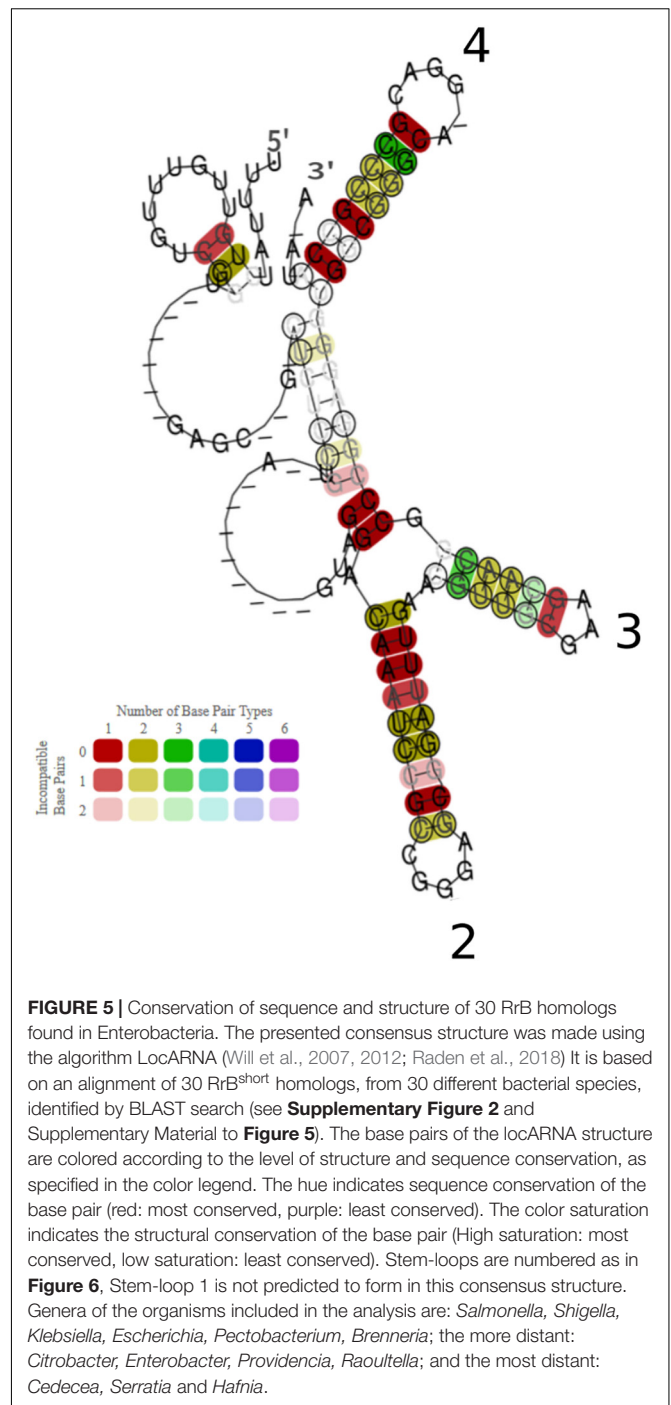 4
5'
3'
3
2
Number of Base Pair Types
1 2 3 4 5 6
Incompatible
Base Pairs
0
1
2
FIGURE 5 | Conservation of sequence and structure of 30 RrB homologs
found in Enterobacteria. The presented consensus structure was made using
the algorithm LocARNA (Will et al., 2007, 2012; Raden et al., 2018) It is based
on an alignment of 30 RrBshort homologs, from 30 different bacterial species,
identified by BLAST search (see Supplementary Figure 2 and
Supplementary Material to Figure 5). The base pairs of the locARNA structure
are colored according to the level of structure and sequence conservation, as
specified in the color legend. The hue indicates sequence conservation of the
base pair (red: most conserved, purple: least conserved). The color saturation
indicates the structural conservation of the base pair (High saturation: most
conserved, low saturation: least conserved). Stem-loops are numbered as in
Figure 6, Stem-loop 1 is not predicted to form in this consensus structure.
Genera of the organisms included in the analysis are: Salmonella, Shigella,
Klebsiella, Escherichia, Pectobacterium, Brenneria; the more distant:
Citrobacter, Enterobacter, Providencia, Raoultella; and the most distant:
Cedecea, Serratia and Hafnia.